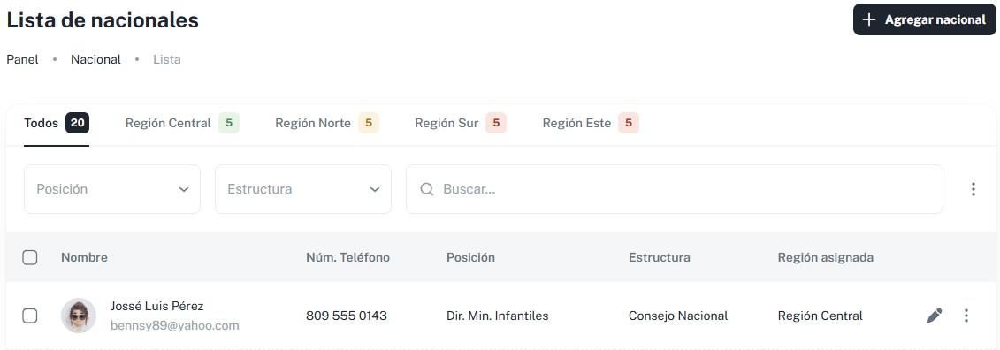 Lista de nacionales
Agregar nacional
Panel • Nacional • Lista
Todos 20 Región Central 5 Región Norte 5 Región Sur 5 Región Este 5
Posición Estructura Buscar...
Nombre Núm. Teléfono Posición Estructura Región asignada
Jossé Luis Pérez
bennsy89@yahoo.com
809 555 0143 Dir. Min. Infantiles Consejo Nacional Región Central